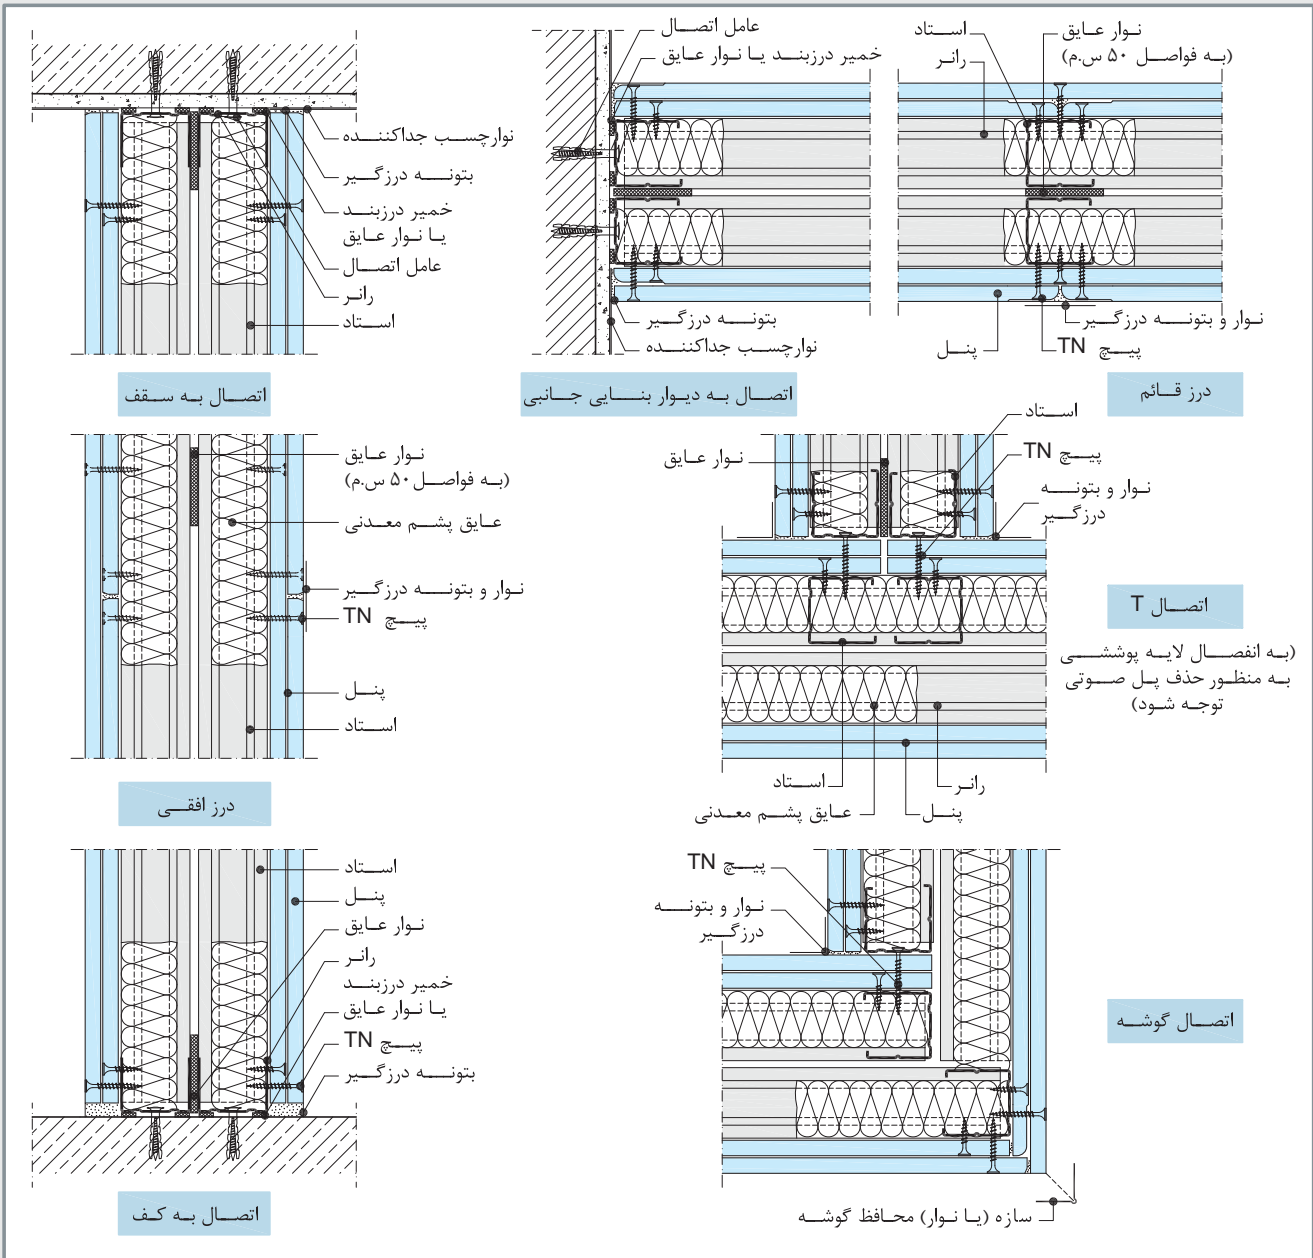 نوار عایق
(به فواصل ۵۰ س.م)
استاد
رانر
نوار و بتونه درزگیر
پیچ TN
پنل
درز قائم
عامل اتصال
خمیر درزبند یا نوار عایق
بتونه درزگیر
نوارچسب جداکننده
اتصال به دیوار بنایی جانبی
نوارچسب جداکننده
بتونه درزگیر
خمیر درزبند
یا نوار عایق
عامل اتصال
رانر
استاد
اتصال به سقف
استاد
پیچ TN
نوار و بتونه
درزگیر
نوار عایق
اتصال T
(به انفصال لایه پوششی
به منظور حذف پل صوتی
توجه شود)
استاد
رانر
عایق پشم معدنی
پنل
نوار عایق
(به فواصل ۵۰ س.م)
عایق پشم معدنی
نوار و بتونه درزگیر
پیچ TN
پنل
استاد
درز افقی
پیچ TN
نوار و بتونه
درزگیر
اتصال گوشه
سازه (یا نوار) محافظ گوشه
استاد
پنل
نوار عایق
رانر
خمیر درزبند
یا نوار عایق
پیچ TN
بتونه درزگیر
اتصال به کف